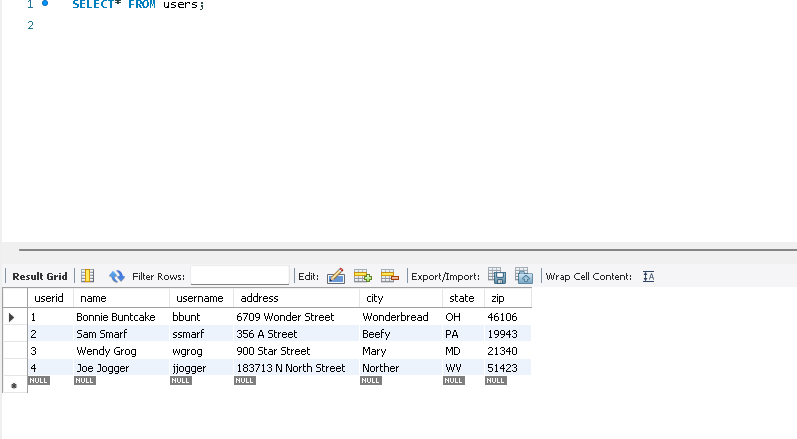 1 SELECT* FROM users;
2
Result Grid Filter Rows: Edit: Export/Import: Wrap Cell Content:
userid name username address city state zip
1 Bonnie Buntcake bbunt 6709 Wonder Street Wonderbread OH 46106
2 Sam Smarf ssmarf 356 A Street Beefy PA 19943
3 Wendy Grog wgrog 900 Star Street Mary MD 21340
4 Joe Jogger jjogger 183713 N North Street Norther WV 51423
NULL NULL NULL NULL NULL NULL NULL